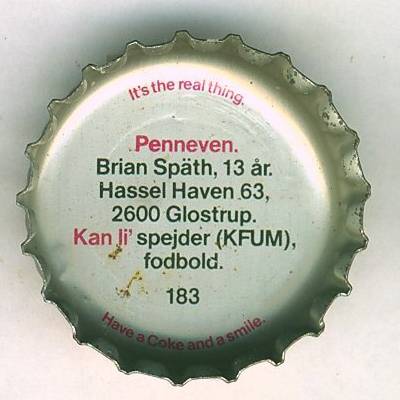 It's the real thing.
Penneven.
Brian Späth, 13 år.
Hassel Haven 63,
2600 Glostrup.
Kan li' spejder (KFUM),
fodbold.
183
Have a Coke and a smile.